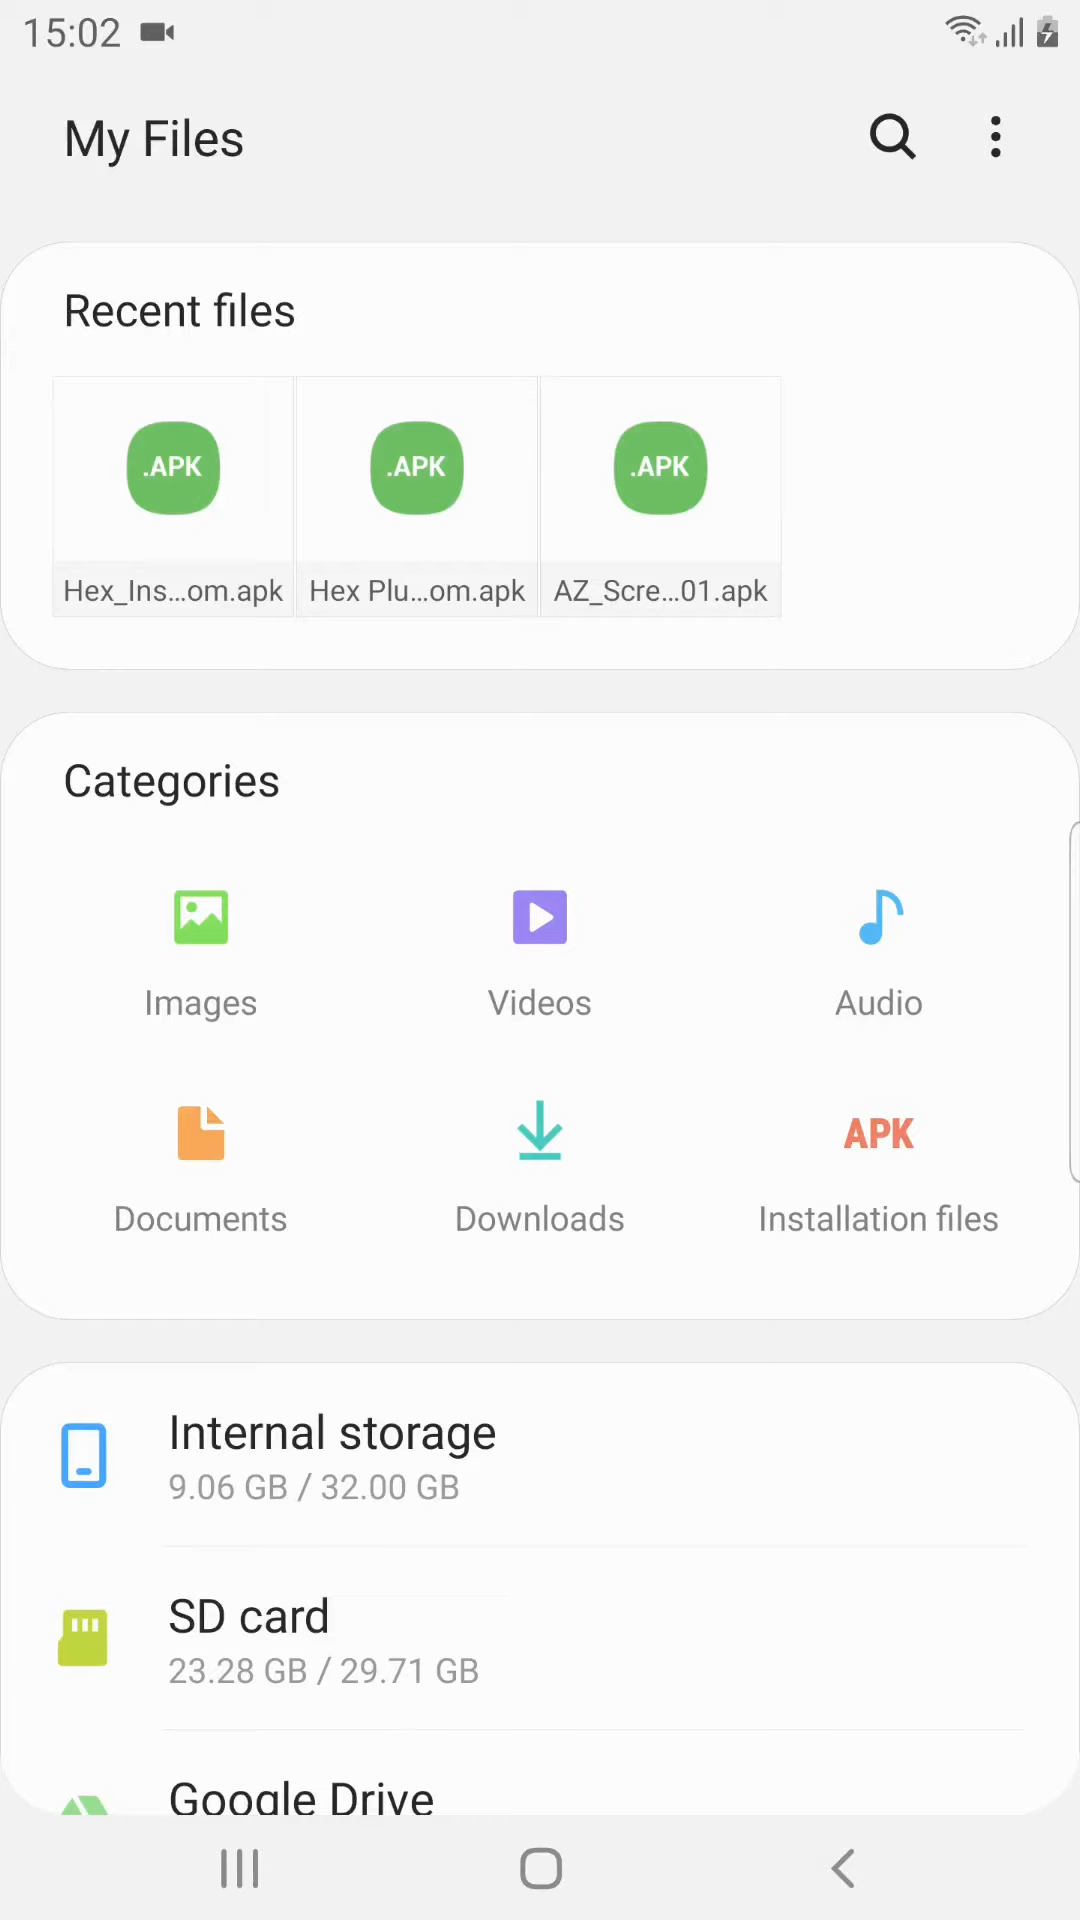 15:02
My Files
Recent files
.APK .APK .APK
Hex_Ins...om.apk Hex Plu...om.apk AZ_Scre...01.apk
Categories
Images Videos Audio
APK
Documents Downloads Installation files
Internal storage
9.06 GB / 32.00 GB
SD card
23.28 GB / 29.71 GB
Google Drive